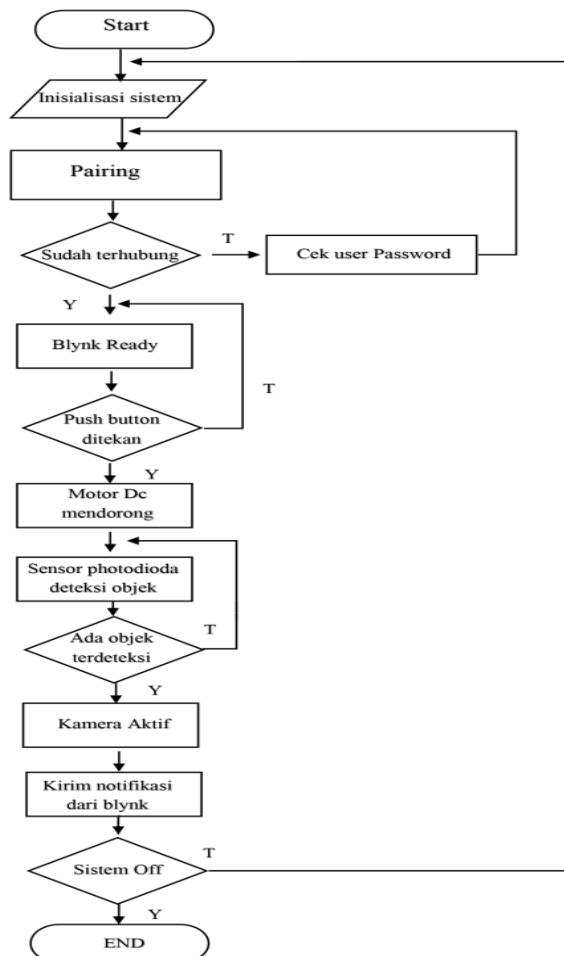 Start
Inisialisasi sistem
Pairing
Sudah terhubung
T
Cek user Password
Y
Blynk Ready
T
Push button
ditekan
Y
Motor Dc
mendorong
Sensor photodioda
deteksi objek
Ada objek
terdeteksi
T
Y
Kamera Aktif
Kirim notifikasi
dari blynk
Sistem Off
T
Y
END